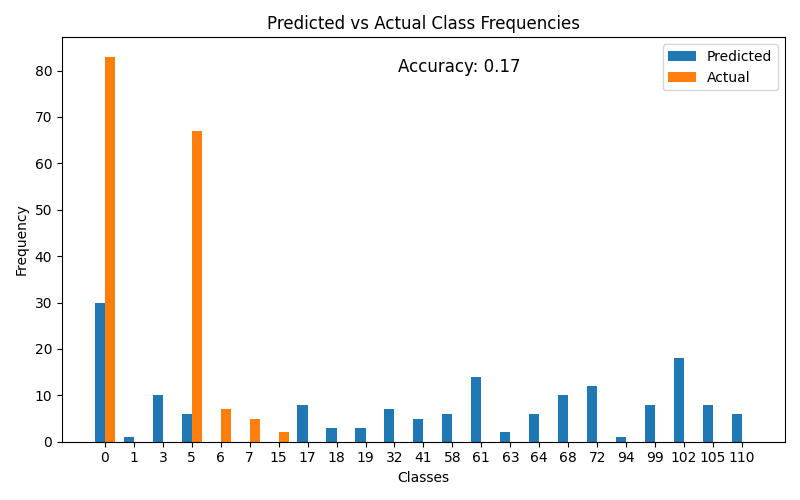 Predicted vs Actual Class Frequencies
Accuracy: 0.17
Predicted
Actual
Frequency
80
70
60
50
40
30
20
10
0
0 1 3 5 6 7 15 17 18 19 32 41 58 61 63 64 68 72 94 99 102 105 110
Classes